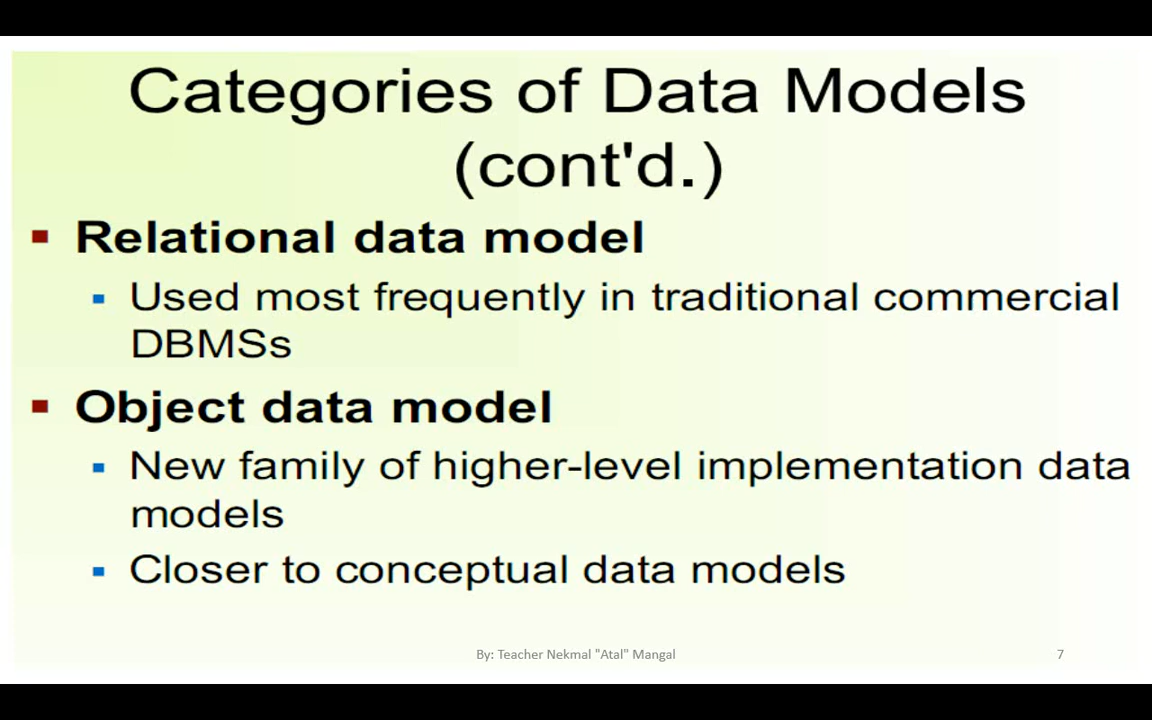 Categories of Data Models
(cont'd.)
▪ Relational data model
▪ Used most frequently in traditional commercial
DBMSs
▪ Object data model
▪ New family of higher-level implementation data
models
▪ Closer to conceptual data models
By: Teacher Nekmal "Atal" Mangal
7